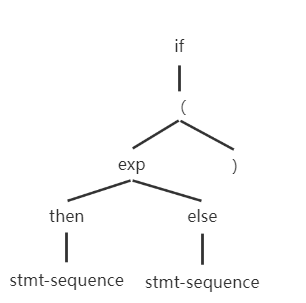 if
(
exp )
then else
stmt-sequence stmt-sequence